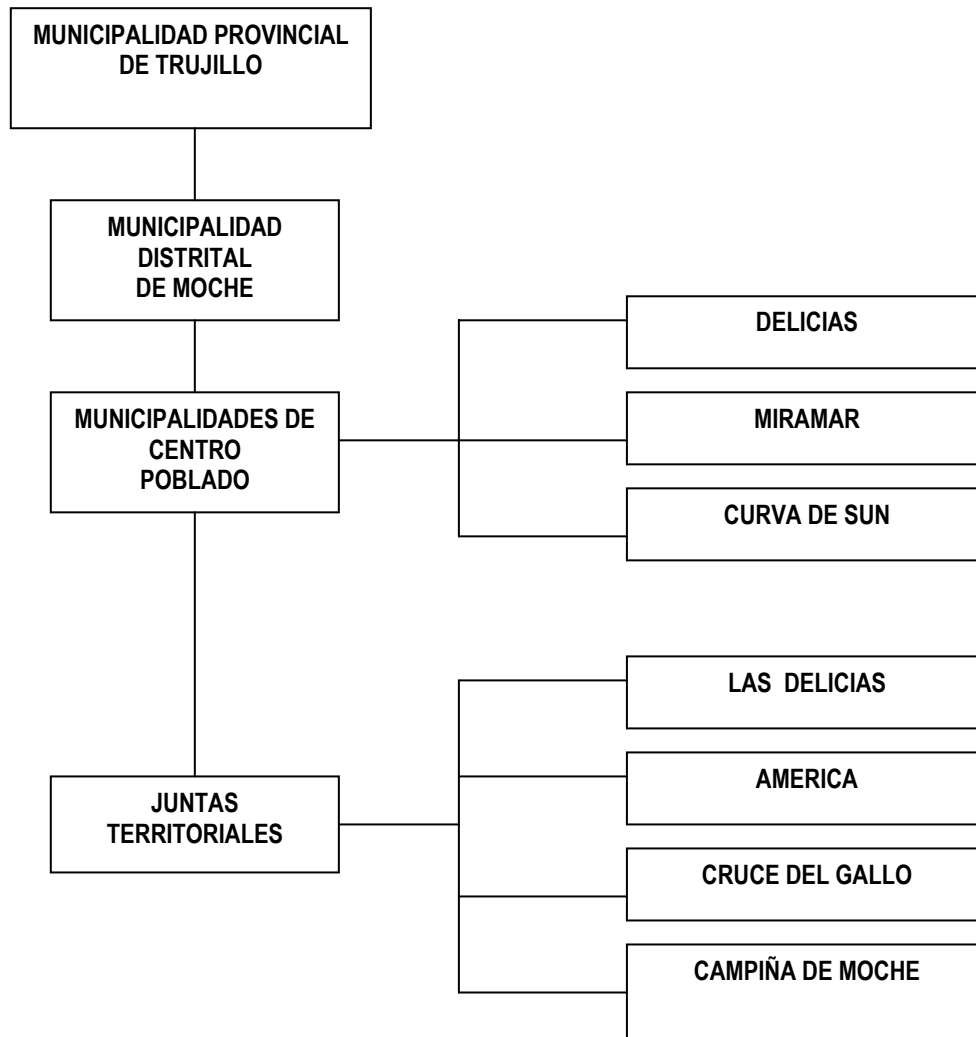 MUNICIPALIDAD PROVINCIAL
DE TRUJILLO
MUNICIPALIDAD
DISTRITAL
DE MOCHE
MUNICIPALIDADES DE
CENTRO
POBLADO
DELICIAS
MIRAMAR
CURVA DE SUN
JUNTAS
TERRITORIALES
LAS DELICIAS
AMERICA
CRUCE DEL GALLO
CAMPIÑA DE MOCHE